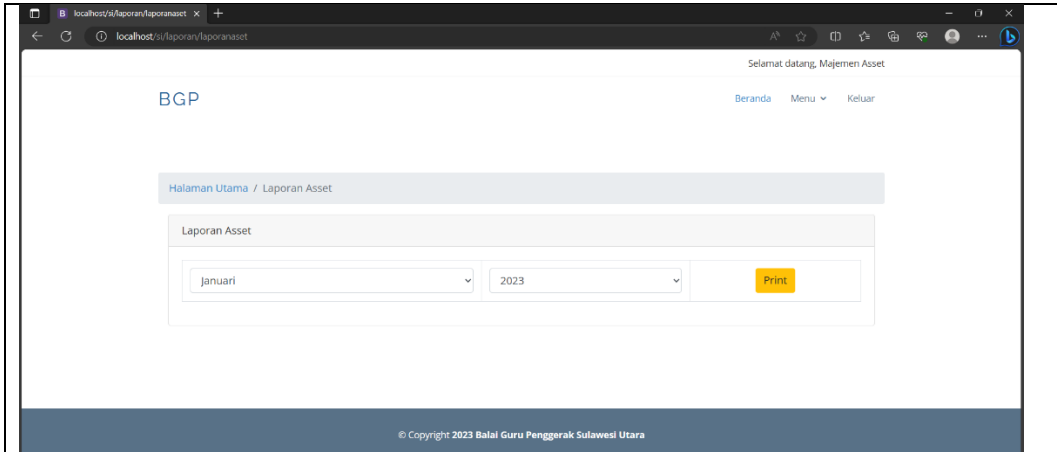 B localhost/si/laporan/laporanaset
localhost/si/laporan/laporanaset
Selamat datang, Majemen Asset
BGP
Beranda Menu Keluar
Halaman Utama / Laporan Asset
Laporan Asset
Januari 2023 Print
© Copyright 2023 Balai Guru Penggerak Sulawesi Utara